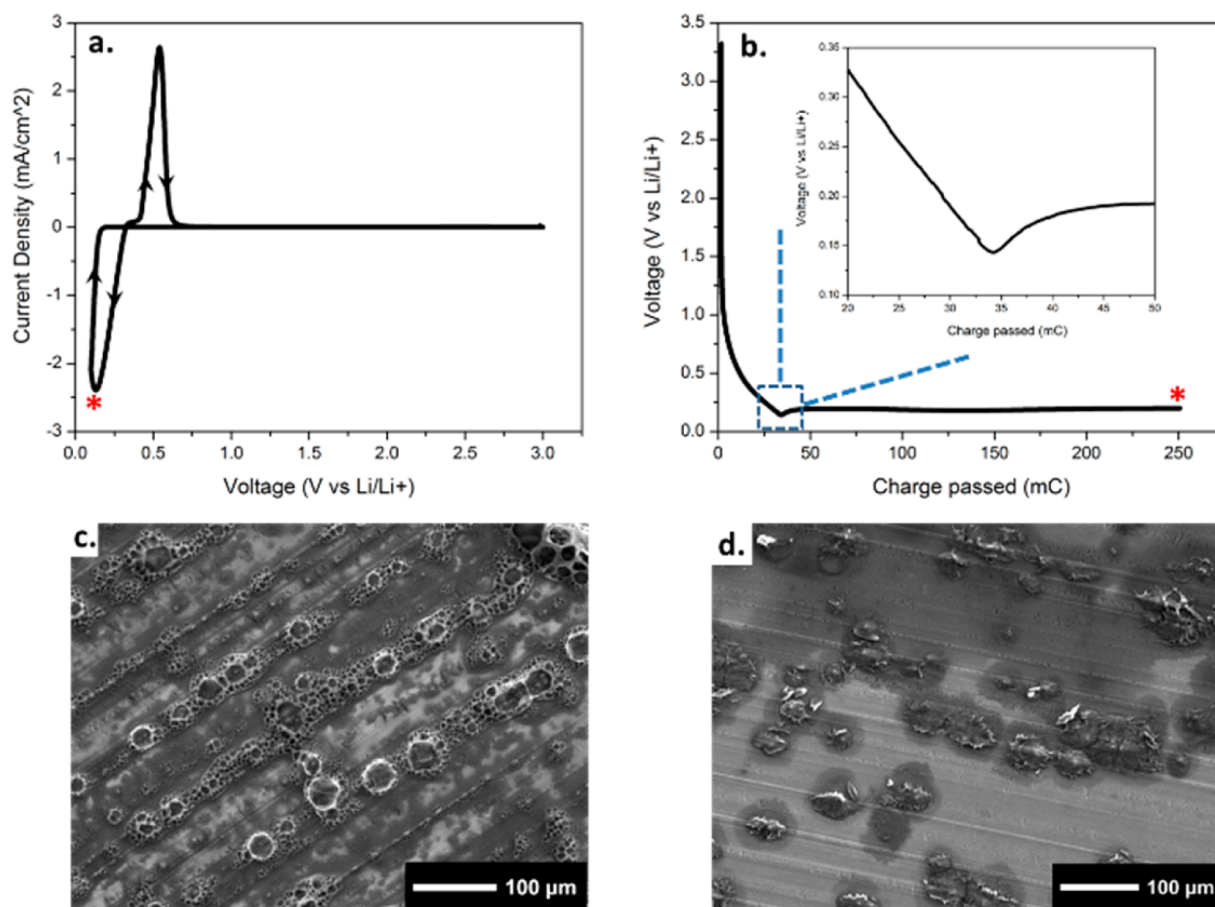 a.
3
2
1
0
-1
-2
-3
Current Density (mA/cm^2)
*
0.0 0.5 1.0 1.5 2.0 2.5 3.0
Voltage (V vs Li/Li+)
b.
3.5
3.0
2.5
2.0
1.5
1.0
0.5
0.0
Voltage (V vs Li/Li+)
0.35
0.30
0.25
0.20
0.15
0.10
Voltage (V vs Li/Li+)
20 25 30 35 40 45 50
Charge passed (mC)
*
0 50 100 150 200 250
Charge passed (mC)
c.
100 µm
d.
100 µm